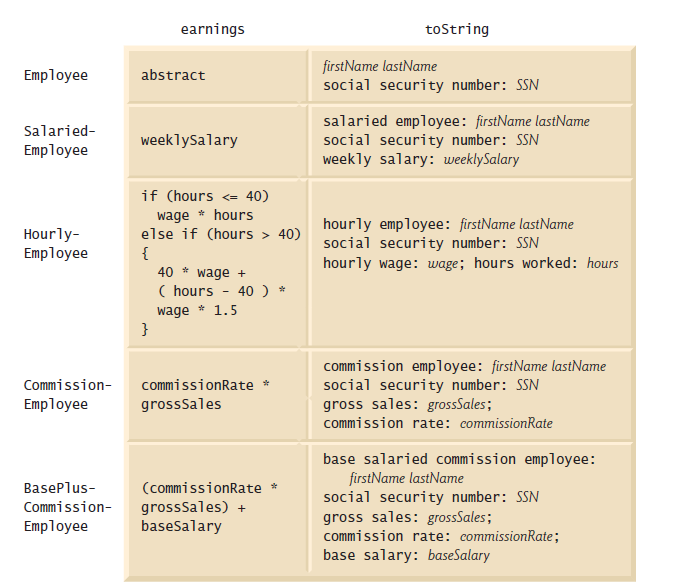 earnings
toString
Employee
abstract
firstName lastName
social security number: SSN
Salaried-
Employee
weeklySalary
salaried employee: firstName lastName
social security number: SSN
weekly salary: weeklySalary
Hourly-
Employee
if (hours <= 40)
wage * hours
else if (hours > 40)
{
40 * wage +
( hours - 40 ) *
wage * 1.5
}
hourly employee: firstName lastName
social security number: SSN
hourly wage: wage; hours worked: hours
Commission-
Employee
commissionRate *
grossSales
commission employee: firstName lastName
social security number: SSN
gross sales: grossSales;
commission rate: commissionRate
BasePlus-
Commission-
Employee
(commissionRate *
grossSales) +
baseSalary
base salaried commission employee:
firstName lastName
social security number: SSN
gross sales: grossSales;
commission rate: commissionRate;
base salary: baseSalary